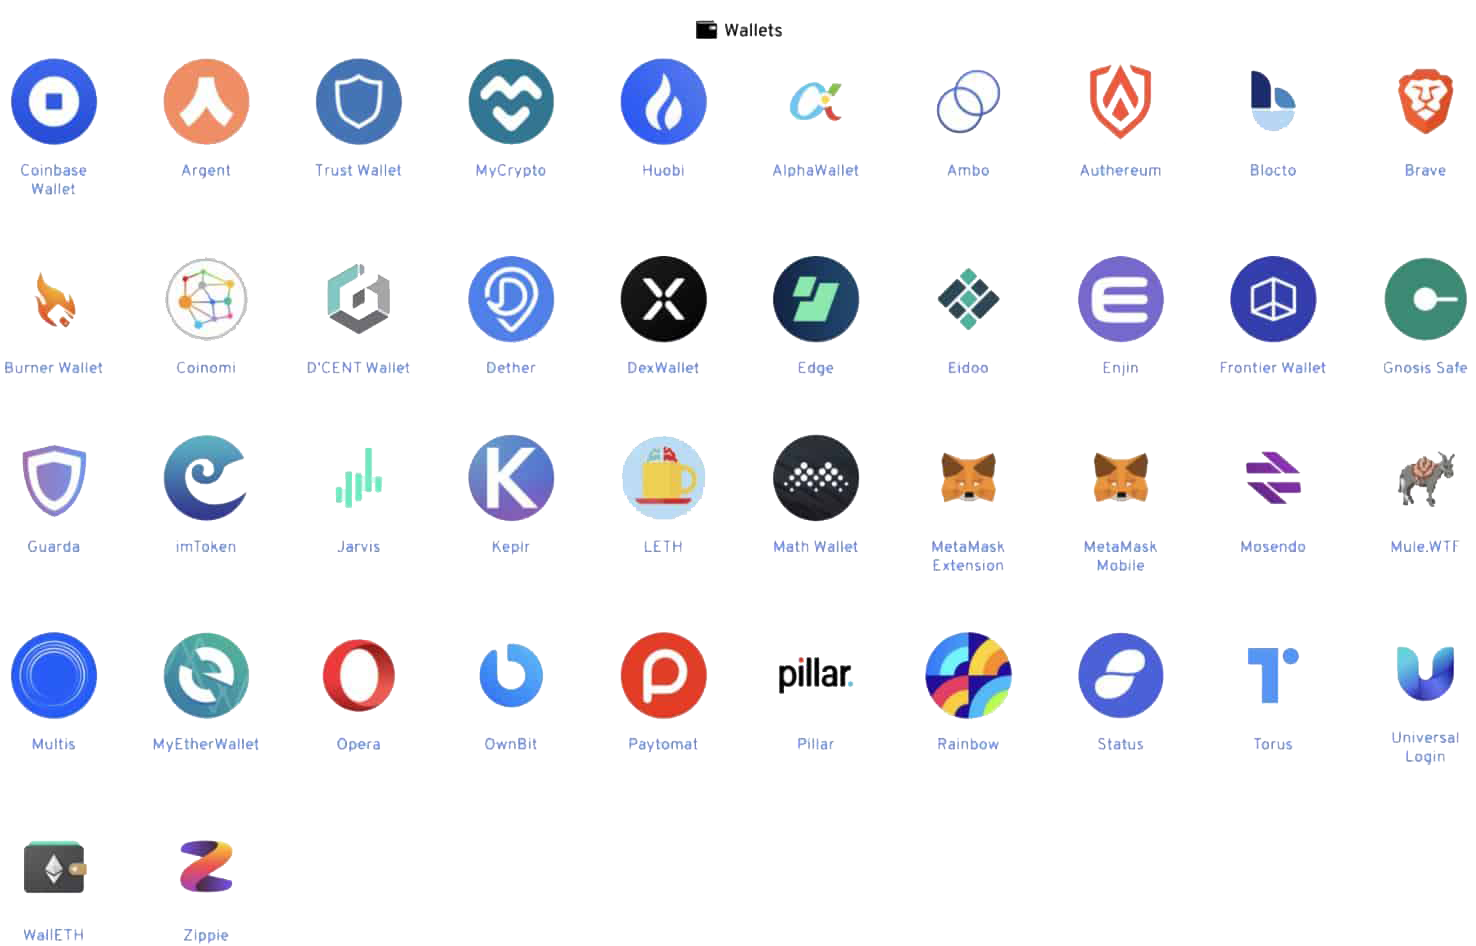 Wallets
Coinbase
Wallet
Argent
Trust Wallet
MyCrypto
Huobi
AlphaWallet
Ambo
Authereum
Blocto
Brave
Burner Wallet
Coinomi
D'CENT Wallet
Dether
DexWallet
Edge
Eidoo
Enjin
Frontier Wallet
Gnosis Safe
Guarda
imToken
Jarvis
K
Keplr
LETH
Math Wallet
MetaMask
Extension
MetaMask
Mobile
Mosendo
Mule.WTF
Multis
MyEtherWallet
Opera
OwnBit
Paytomat
pillar.
Pillar
Rainbow
Status
Torus
Universal
Login
WallETH
Zippie